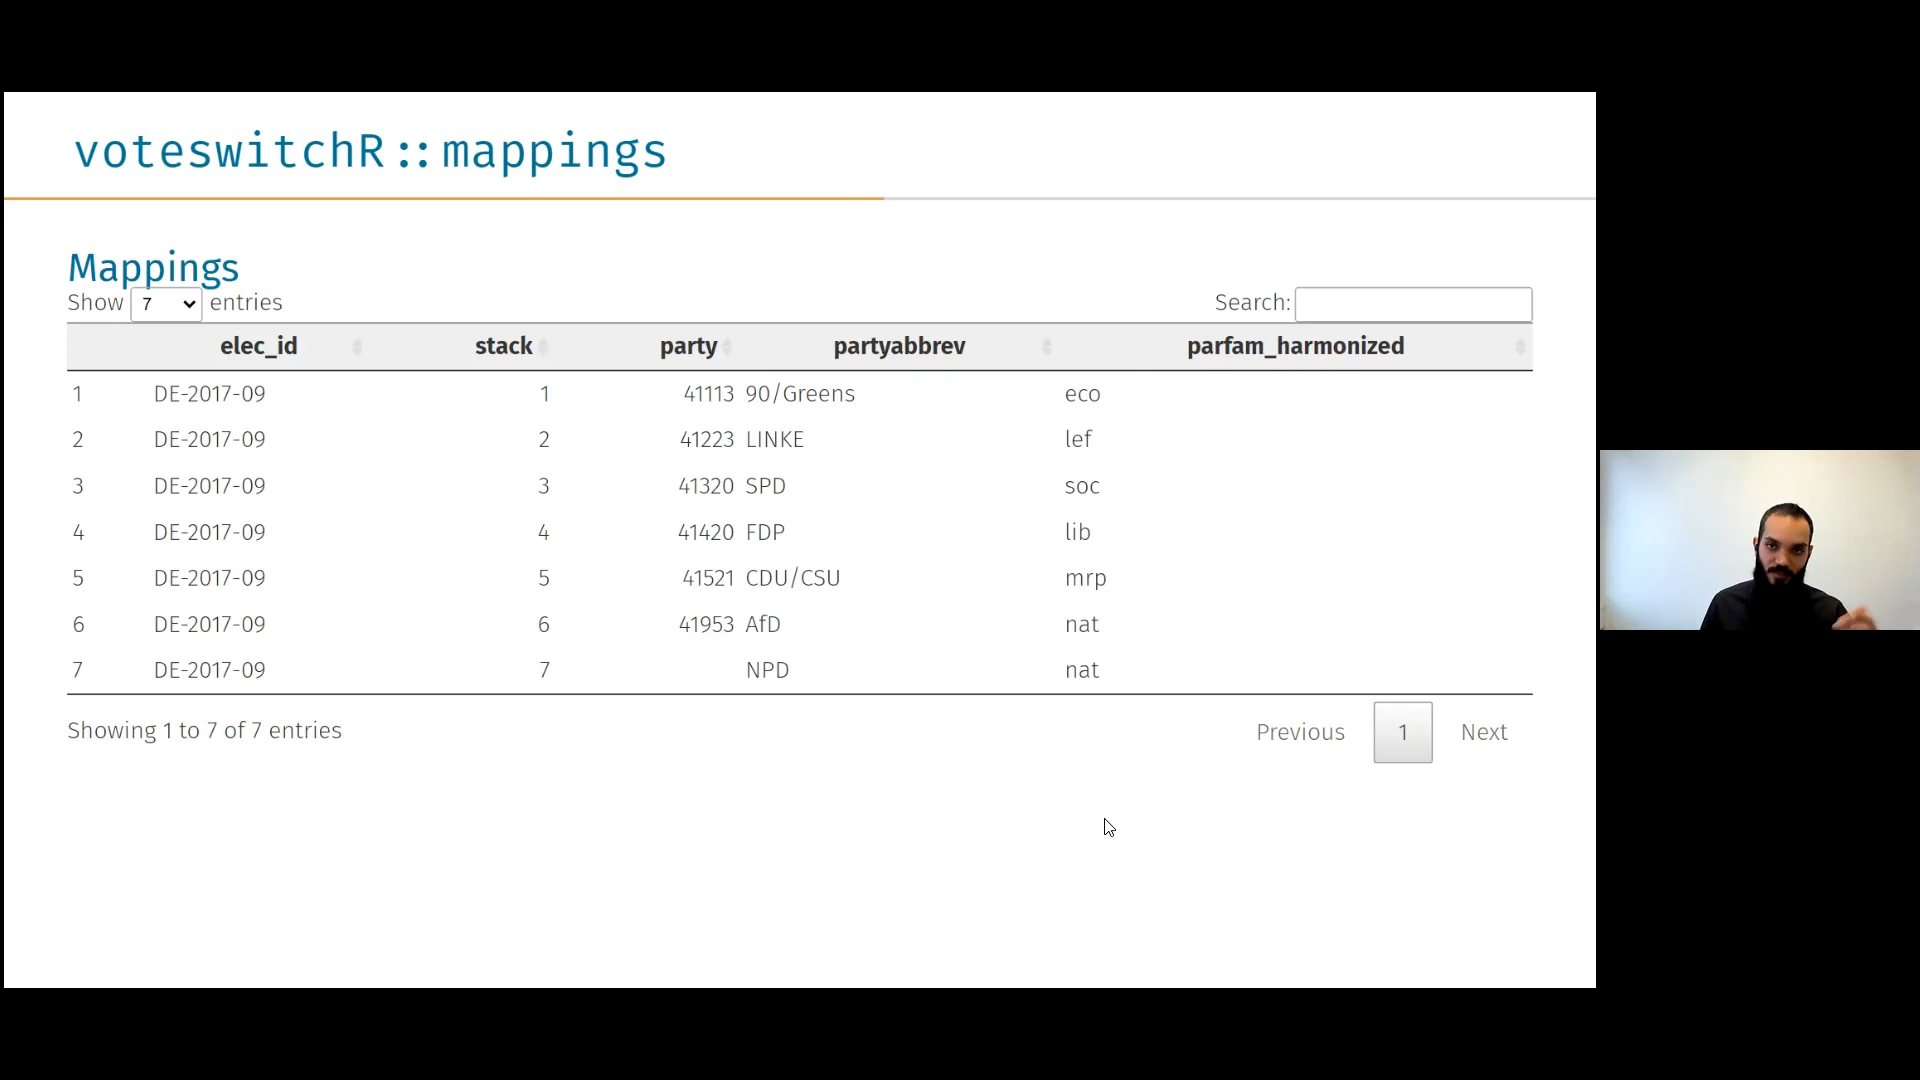 voteswitchR::mappings
Mappings
Show 7 entries Search:
elec_id stack party partyabbrev parfam_harmonized
1 DE-2017-09 1 41113 90/Greens eco
2 DE-2017-09 2 41223 LINKE lef
3 DE-2017-09 3 41320 SPD soc
4 DE-2017-09 4 41420 FDP lib
5 DE-2017-09 5 41521 CDU/CSU mrp
6 DE-2017-09 6 41953 AfD nat
7 DE-2017-09 7 NPD nat
Showing 1 to 7 of 7 entries Previous 1 Next